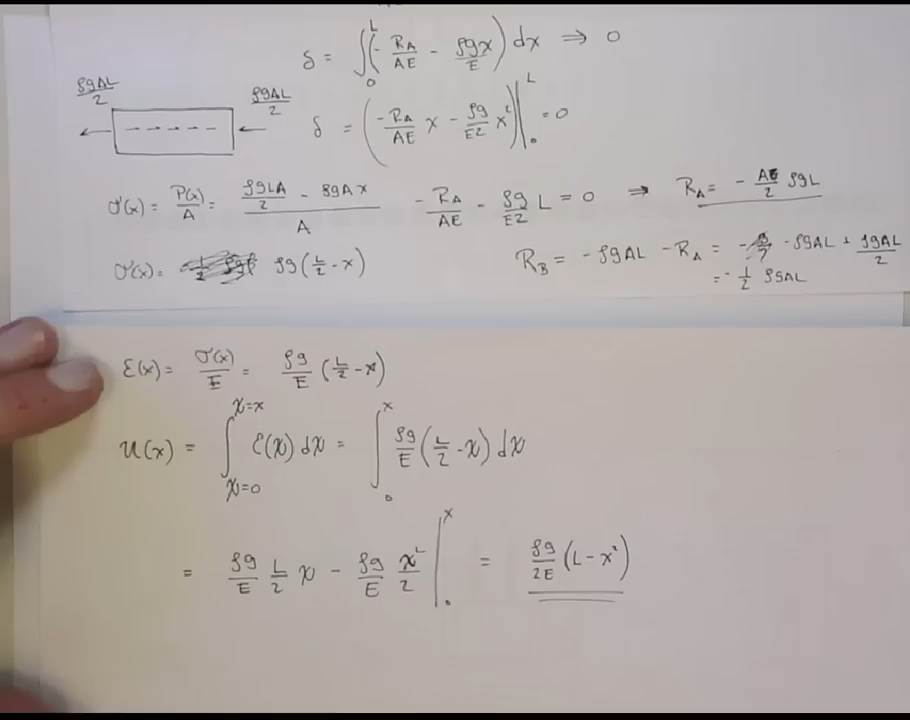 δ = ∫₀ᴸ (- R_A/AE - ρgx/E) dx ⇒ 0
ρgAL/2
ρgAL/2
δ = (-R_A/AE x - ρg/E2 x²)|₀ᴸ = 0
σ(x) = P(x)/A = (ρgLA/2 - ρgAx)/A
- R_A/AE - ρg/E2 L = 0 ⇒ R_A = - AE/2 ρgL
σ(x) = ρg(L/2 - x)
R_B = - ρgAL - R_A = - ρgAL + ρgAL/2
= - 1/2 ρgAL
ε(x) = σ(x)/E = ρg/E (L/2 - x)
u(x) = ∫_{x=0}^{x=x} ε(x) dx = ∫₀ˣ ρg/E (L/2 - x) dx
= ρg/E L/2 x - ρg/E x²/2 |₀ˣ = ρg/2E (L - x²)